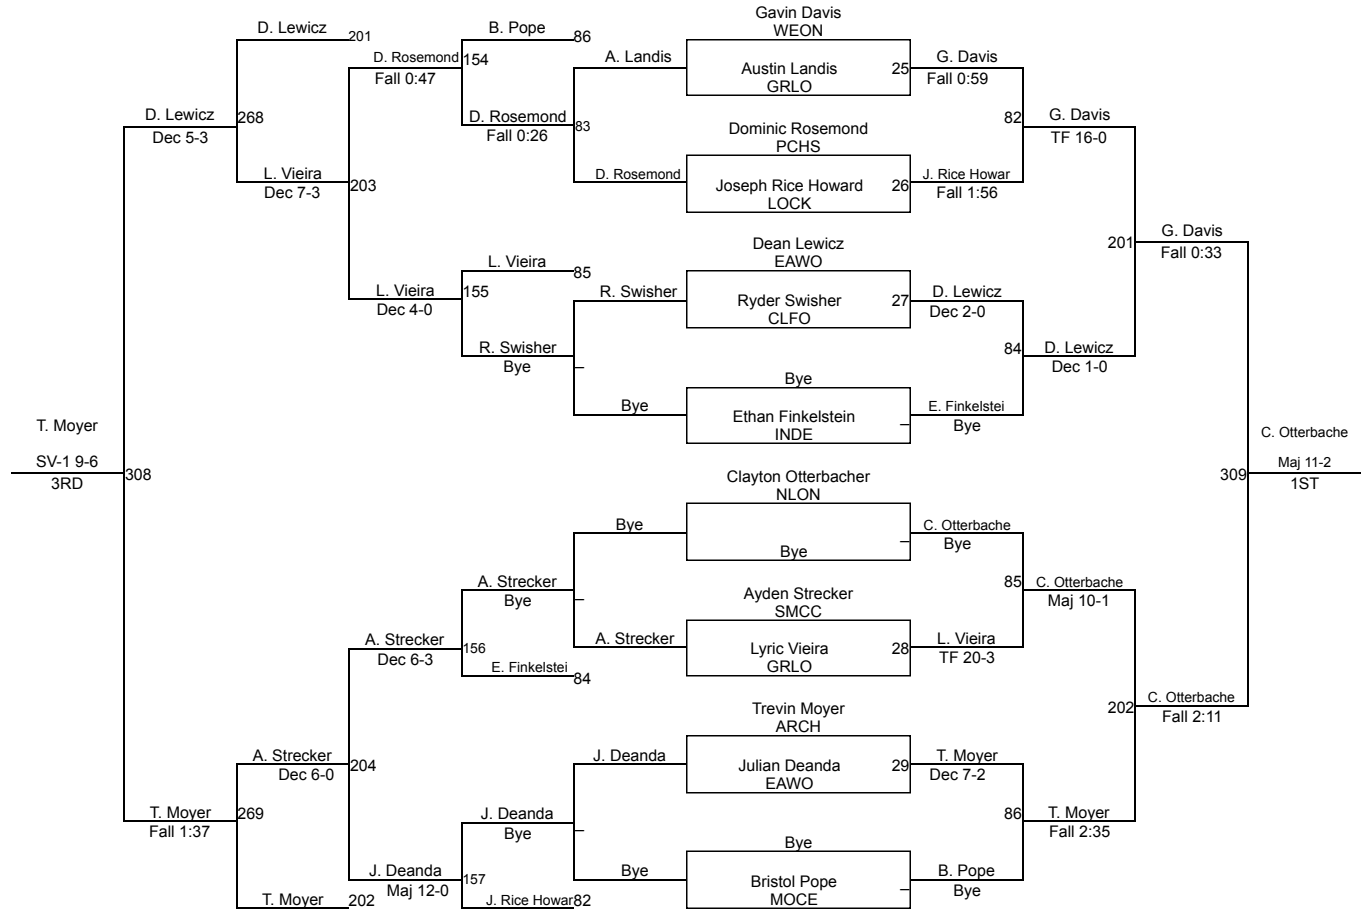 Gavin Davis
WEON
D. Lewicz
201
B. Pope
86
D. Rosemond
154
Fall 0:47
A. Landis
Austin Landis
25
GRLO
G. Davis
Fall 0:59
D. Lewicz
268
Dec 5-3
D. Rosemond
83
Fall 0:26
82
G. Davis
TF 16-0
Dominic Rosemond
PCHS
L. Vieira
203
Dec 7-3
D. Rosemond
Joseph Rice Howard
26
LOCK
J. Rice Howar
Fall 1:56
201
G. Davis
Fall 0:33
Dean Lewicz
EAWO
L. Vieira
85
L. Vieira
155
Dec 4-0
R. Swisher
Ryder Swisher
27
CLFO
D. Lewicz
Dec 2-0
R. Swisher
Bye
–
84
D. Lewicz
Dec 1-0
Bye
Bye
Ethan Finkelstein
–
INDE
E. Finkelstei
Bye
T. Moyer
SV-1 9-6
3RD
308
C. Otterbache
309
Maj 11-2
1ST
Clayton Otterbacher
NLON
Bye
–
Bye
C. Otterbache
Bye
A. Strecker
Bye
–
85
C. Otterbache
Maj 10-1
Ayden Strecker
SMCC
A. Strecker
156
Dec 6-3
A. Strecker
Lyric Vieira
28
GRLO
L. Vieira
TF 20-3
E. Finkelstei
84
202
C. Otterbache
Fall 2:11
Trevin Moyer
ARCH
A. Strecker
204
Dec 6-0
J. Deanda
Julian Deanda
29
EAWO
T. Moyer
Dec 7-2
T. Moyer
269
Fall 1:37
J. Deanda
Bye
–
86
T. Moyer
Fall 2:35
Bye
J. Deanda
157
Maj 12-0
Bye
Bristol Pope
–
MOCE
B. Pope
Bye
T. Moyer
202
J. Rice Howar
82